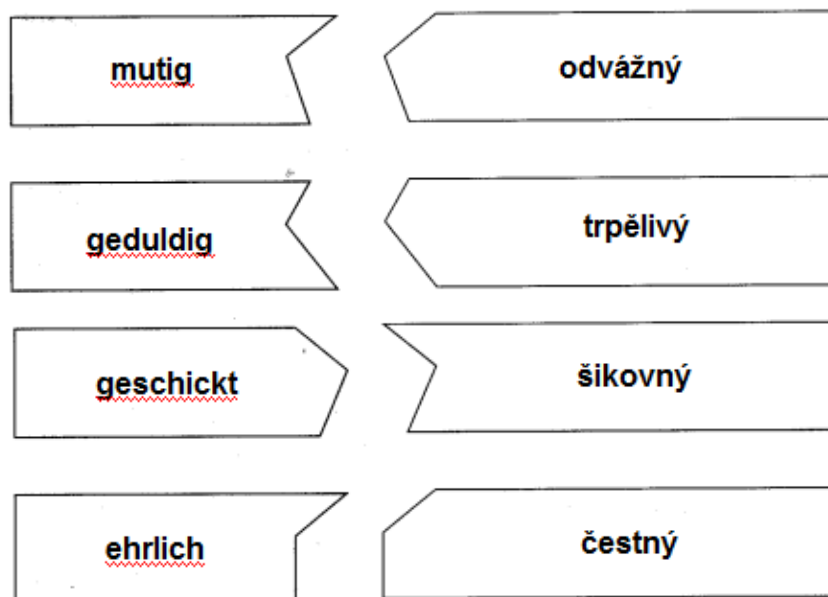 mutig odvážný
geduldig trpělivý
geschickt šikovný
ehrlich čestný